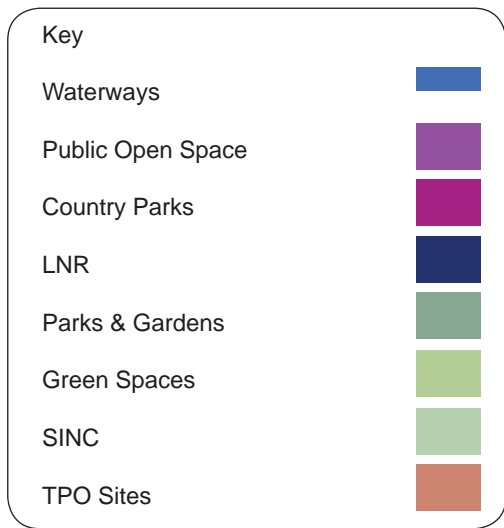 Key
Waterways
Public Open Space
Country Parks
LNR
Parks & Gardens
Green Spaces
SINC
TPO Sites